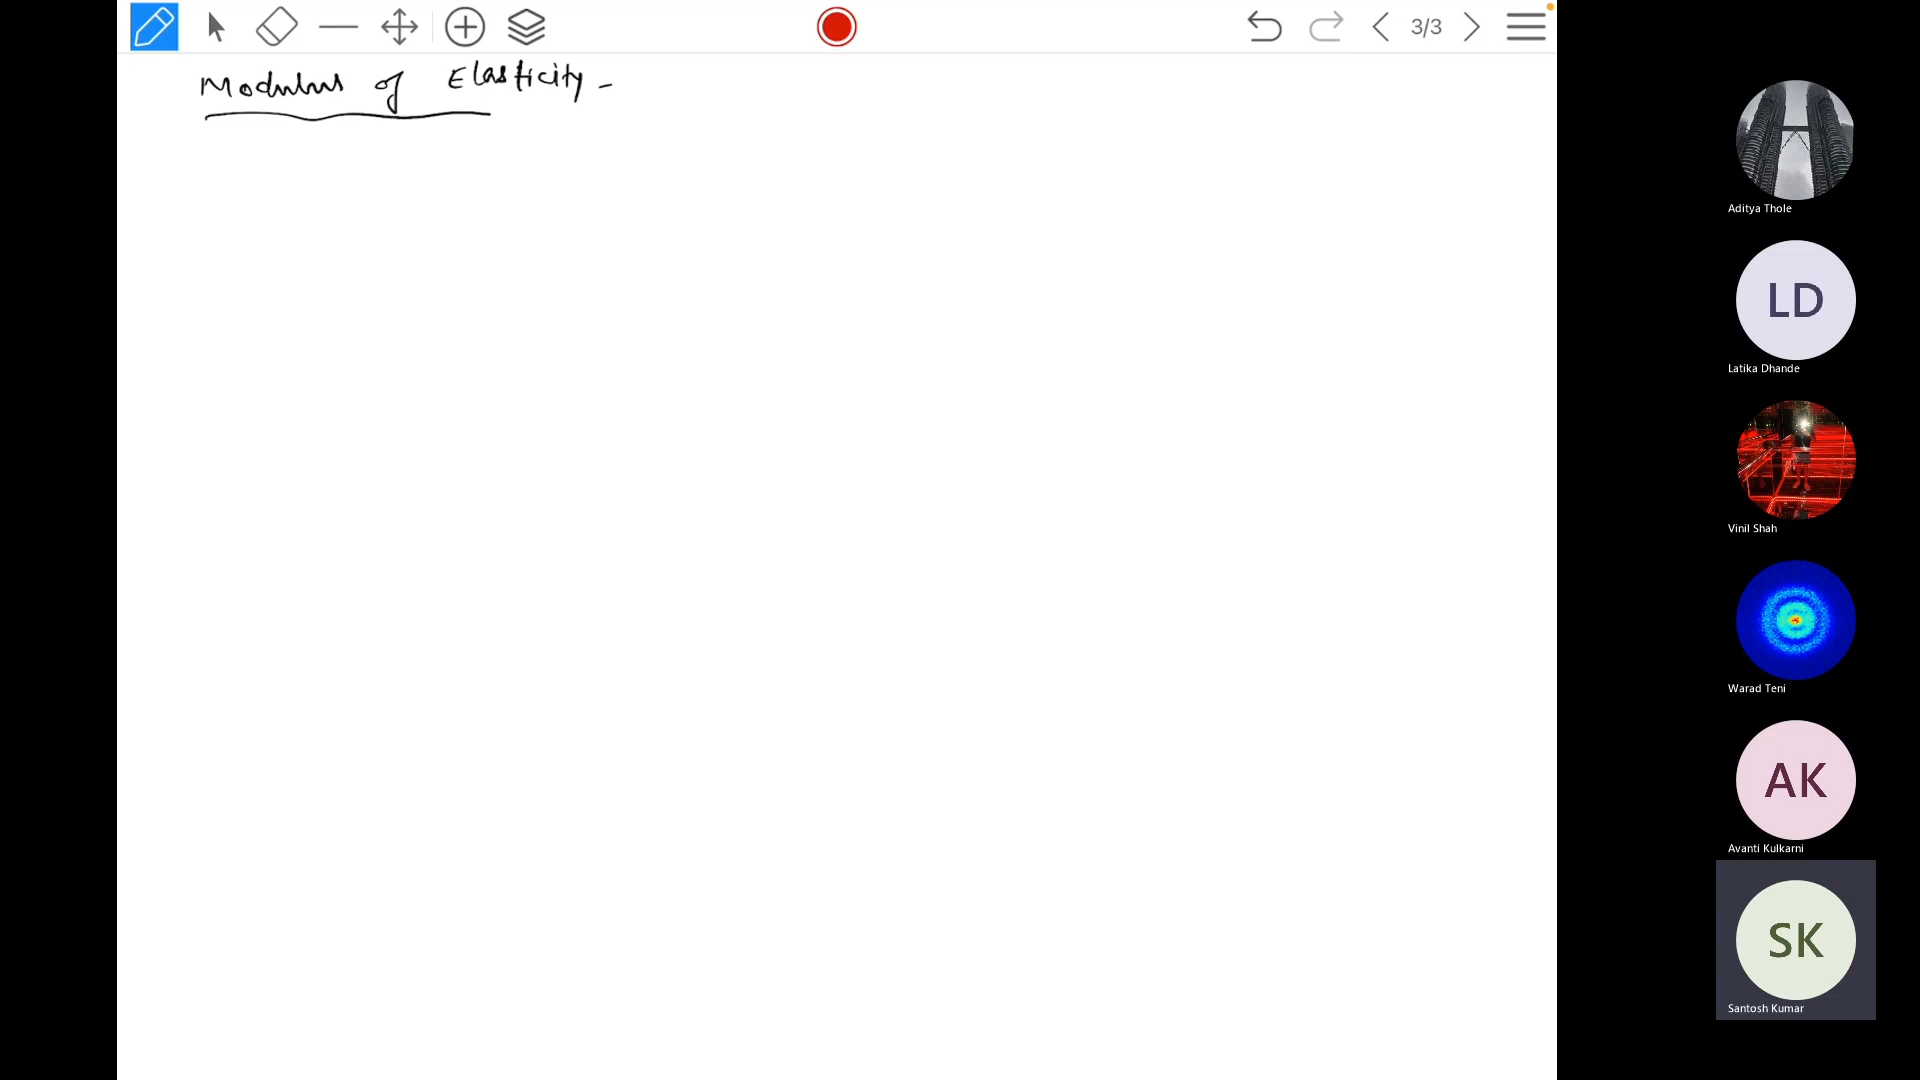 3/3
Modulus of Elasticity -
Aditya Thole
LD
Latika Dhande
Vinil Shah
Warad Teni
AK
Avanti Kulkarni
SK
Santosh Kumar